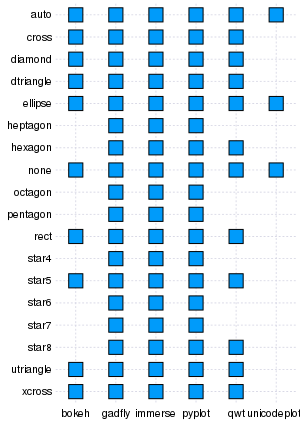 auto
cross
diamond
dtriangle
ellipse
heptagon
hexagon
none
octagon
pentagon
rect
star4
star5
star6
star7
star8
utriangle
xcross
bokeh gadfly immerse pyplot qwt unicodeplots